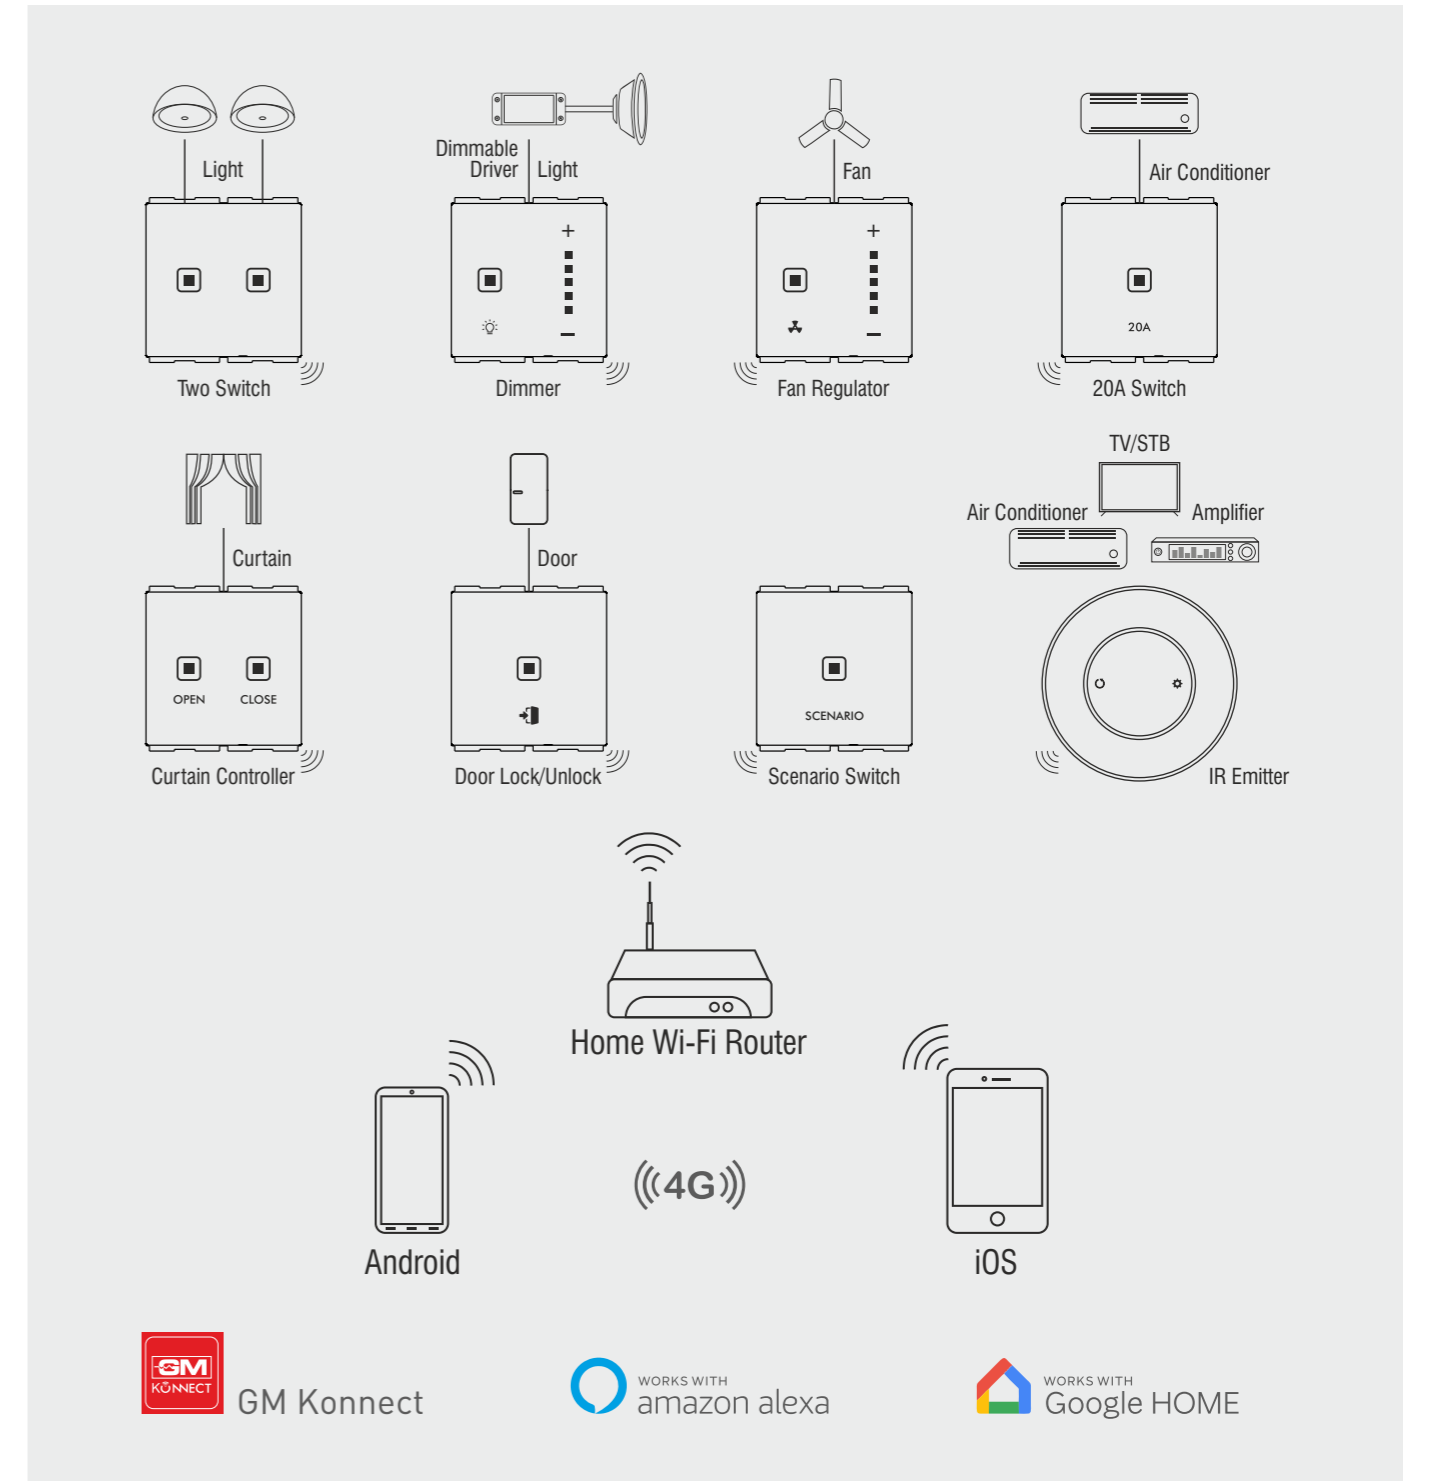 Light
Dimmable
Driver
Light
Fan
Air Conditioner
+
−
+
−
20A
Two Switch
Dimmer
Fan Regulator
20A Switch
Curtain
Door
TV/STB
Air Conditioner
Amplifier
OPEN
CLOSE
SCENARIO
Curtain Controller
Door Lock/Unlock
Scenario Switch
IR Emitter
Home Wi-Fi Router
4G
Android
iOS
GM
KONNECT
GM Konnect
WORKS WITH
amazon alexa
WORKS WITH
Google HOME